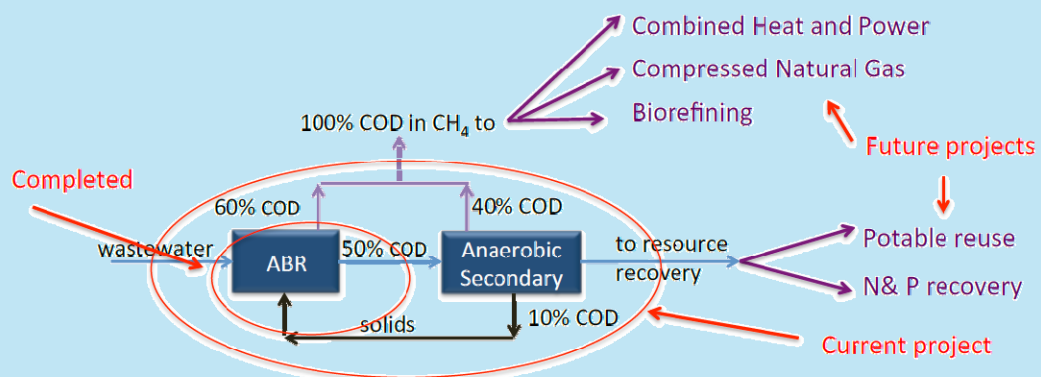 Combined Heat and Power
Compressed Natural Gas
Biorefining
100% COD in CH4 to
Future projects
Completed
60% COD
40% COD
wastewater
ABR
50% COD
Anaerobic
Secondary
to resource
recovery
Potable reuse
N& P recovery
solids
10% COD
Current project